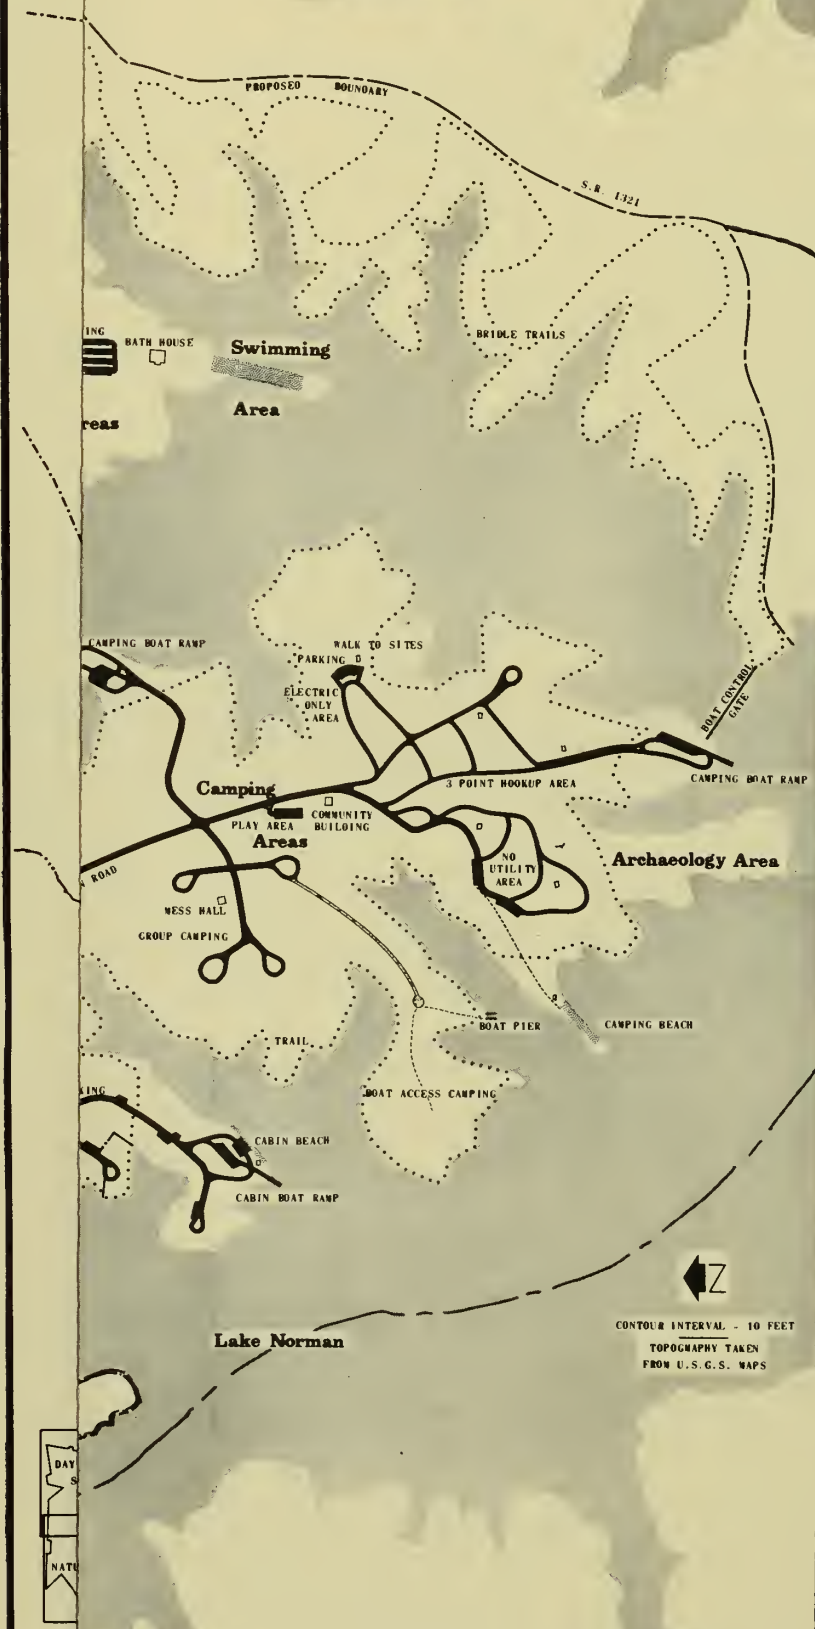 PROPOSED BOUNDARY
S.R. 1321
BRIDLE TRAILS
ING
BATH HOUSE
Swimming
Area
reas
CAMPING BOAT RAMP
WALK TO SITES
PARKING
ELECTRIC
ONLY
AREA
BOAT CONTROL
GATE
CAMPING BOAT RAMP
3 POINT HOOKUP AREA
Camping
Areas
PLAY AREA
COMMUNITY
BUILDING
NO
UTILITY
AREA
Archaeology Area
ROAD
MESS HALL
GROUP CAMPING
BOAT PIER
CAMPING BEACH
TRAIL
BOAT ACCESS CAMPING
KING
CABIN BEACH
CABIN BOAT RAMP
Z
CONTOUR INTERVAL - 10 FEET
TOPOGRAPHY TAKEN
FROM U.S.G.S. MAPS
Lake Norman
DAY
S
NATU